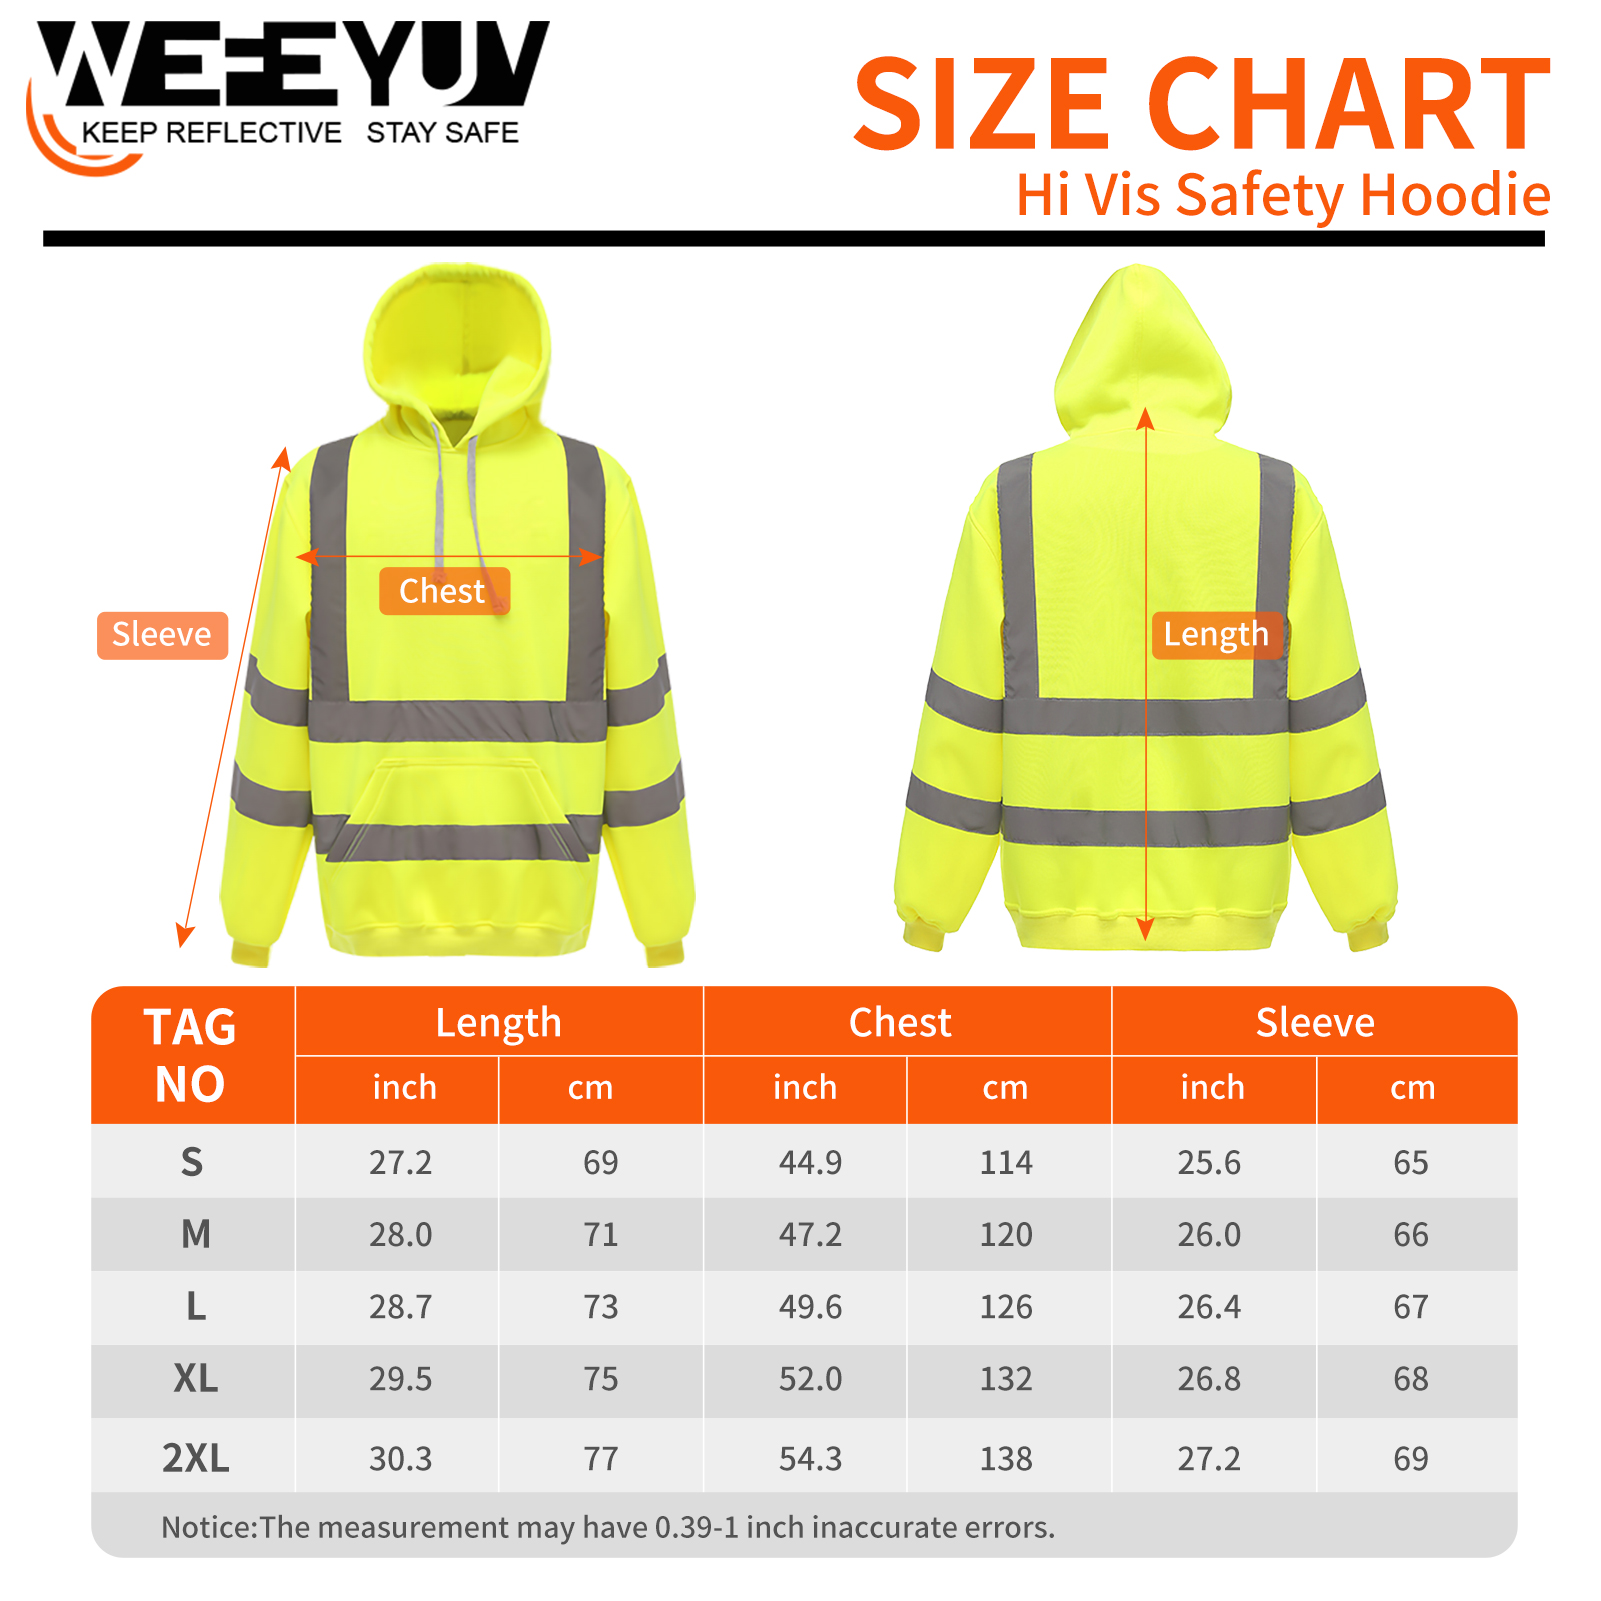 WEFEYUV
KEEP REFLECTIVE STAY SAFE
SIZE CHART
Hi Vis Safety Hoodie
Sleeve
Chest
Length
TAG NO Length Chest Sleeve
inch cm inch cm inch cm
S 27.2 69 44.9 114 25.6 65
M 28.0 71 47.2 120 26.0 66
L 28.7 73 49.6 126 26.4 67
XL 29.5 75 52.0 132 26.8 68
2XL 30.3 77 54.3 138 27.2 69
Notice:The measurement may have 0.39-1 inch inaccurate errors.